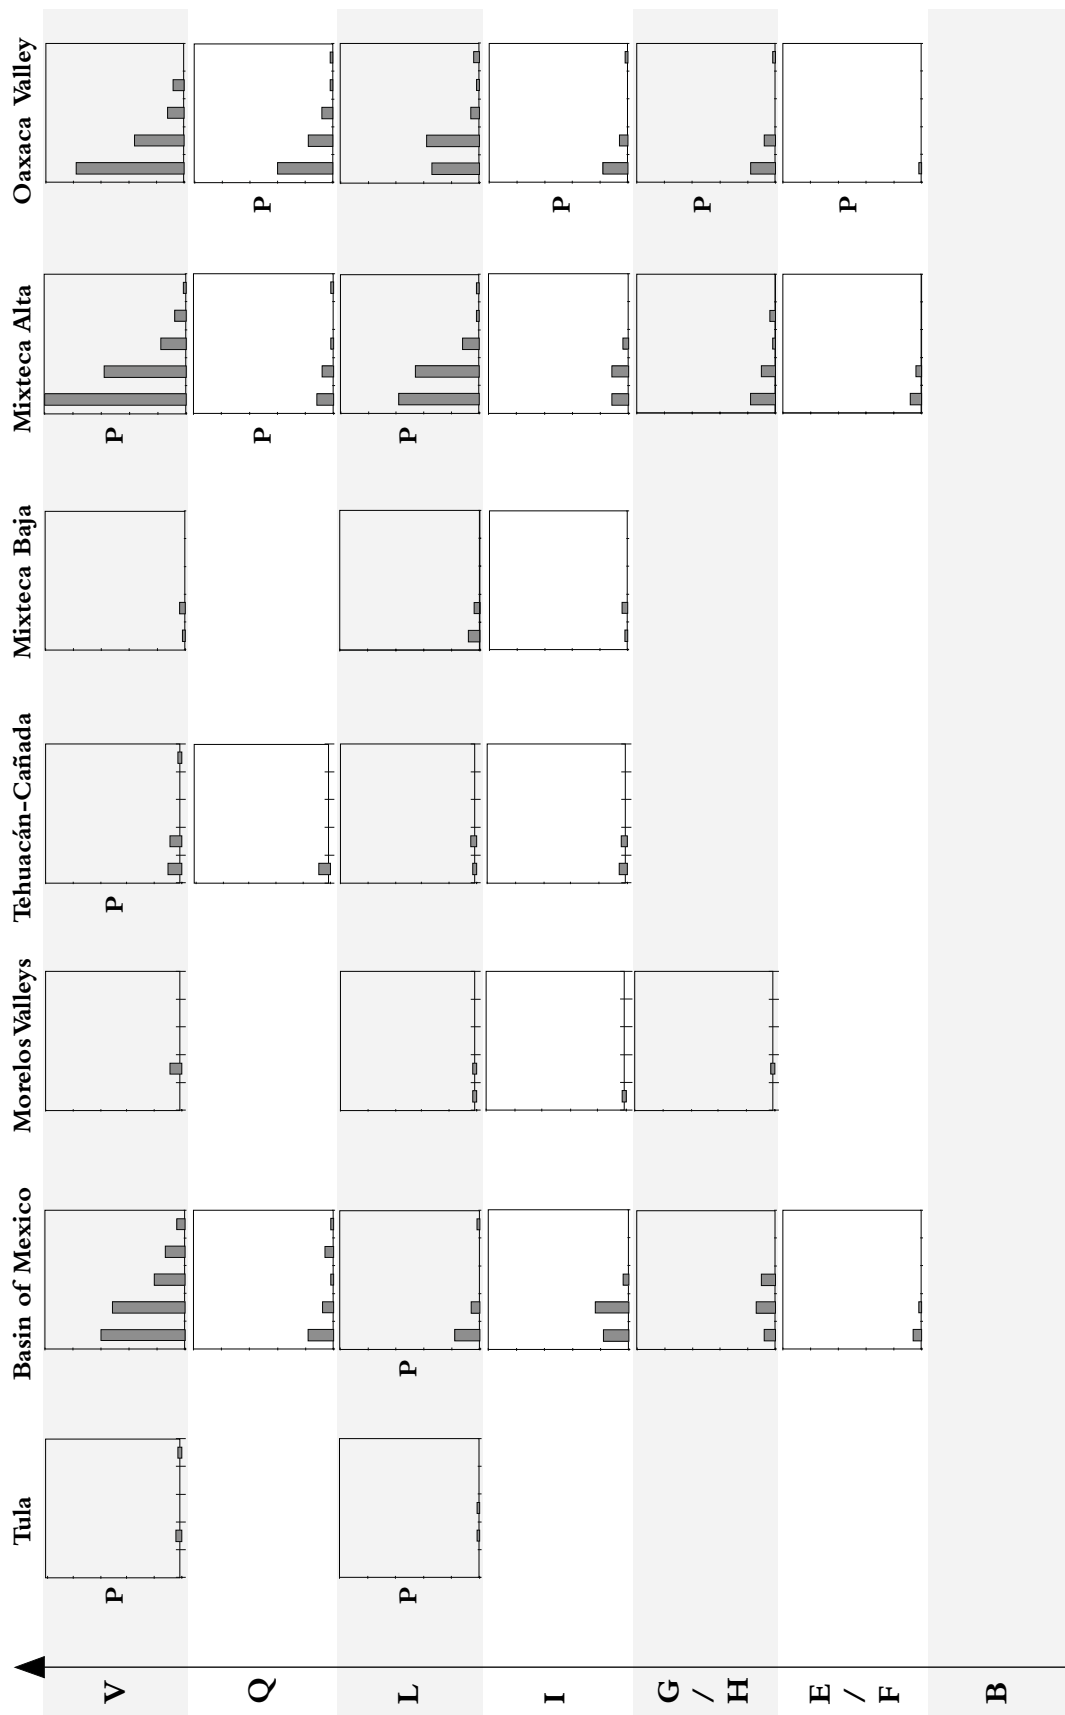 Tula Basin of Mexico Morelos Valleys Tehuacán-Cañada Mixteca Baja Mixteca Alta Oaxaca Valley
V P P P
Q P P
L P P P
I P
G
/ P
H
E
/ P
F
B